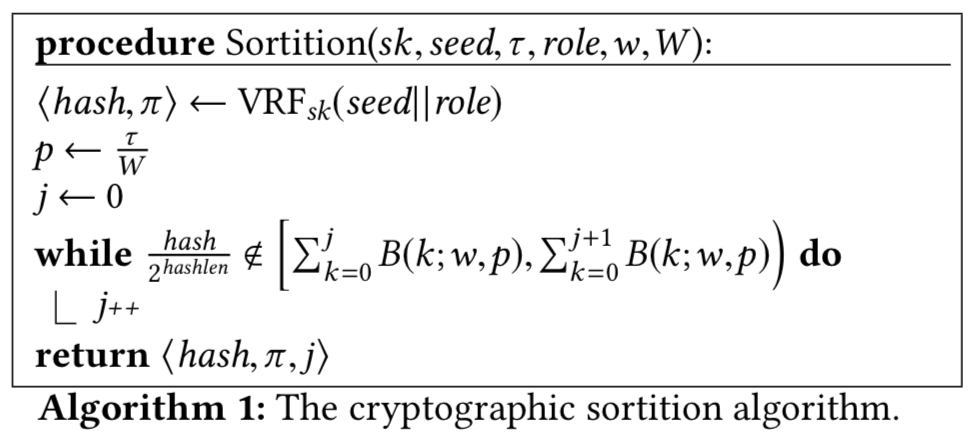 procedure Sortition(sk, seed, τ, role, w, W):
⟨hash, π⟩ ← VRF_sk(seed||role)
p ← τ/W
j ← 0
while hash/2^hashlen ∉ [∑_{k=0}^{j} B(k; w, p), ∑_{k=0}^{j+1} B(k; w, p)) do
j++
return ⟨hash, π, j⟩
Algorithm 1: The cryptographic sortition algorithm.